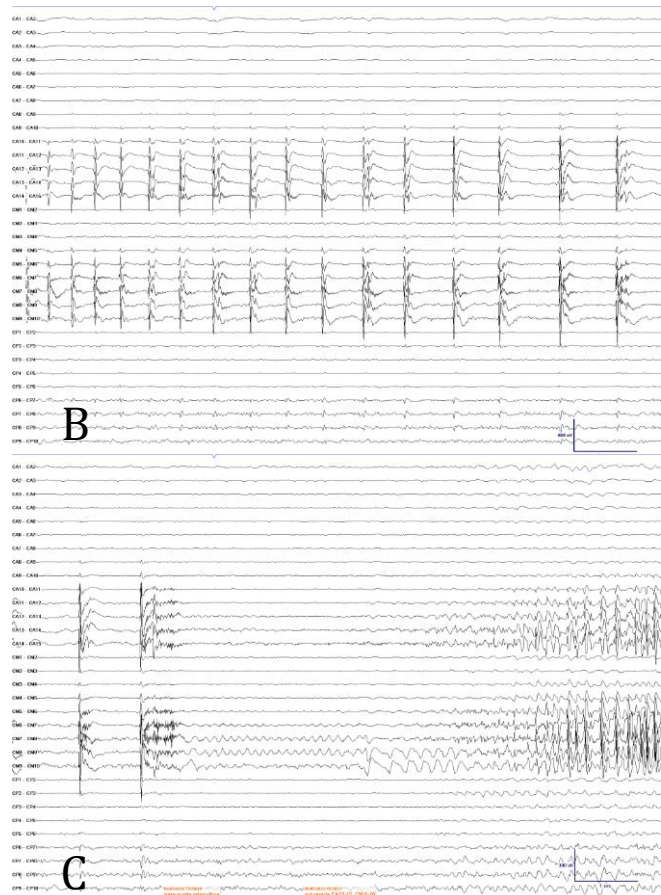 CA1 - CA2
CA2 - CA3
CA3 - CA4
CA4 - CA5
CA5 - CA6
CA6 - CA7
CA7 - CA8
CA8 - CA9
CA9 - CA10
CA10 - CA11
CA11 - CA12
CA12 - CA13
CA13 - CA14
CA14 - CA15
CM1 - CM2
CM2 - CM3
CM3 - CM4
CM4 - CM5
CM5 - CM6
CM6 - CM7
CM7 - CM8
CM8 - CM9
CM9 - CM10
CP1 - CP2
CP2 - CP3
CP3 - CP4
CP4 - CP5
CP5 - CP6
CP6 - CP7
CP7 - CP8
CP8 - CP9
CP9 - CP10
B
CA1 - CA2
CA2 - CA3
CA3 - CA4
CA4 - CA5
CA5 - CA6
CA6 - CA7
CA7 - CA8
CA8 - CA9
CA9 - CA10
CA10 - CA11
CA11 - CA12
CA12 - CA13
CA13 - CA14
CA14 - CA15
CM1 - CM2
CM2 - CM3
CM3 - CM4
CM4 - CM5
CM5 - CM6
CM6 - CM7
CM7 - CM8
CM8 - CM9
CM9 - CM10
CP1 - CP2
CP2 - CP3
CP3 - CP4
CP4 - CP5
CP5 - CP6
CP6 - CP7
CP7 - CP8
CP8 - CP9
CP9 - CP10
C